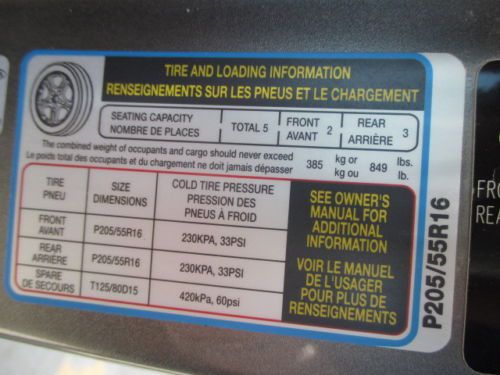 TIRE AND LOADING INFORMATION
RENSEIGNEMENTS SUR LES PNEUS ET LE CHARGEMENT
SEATING CAPACITY
NOMBRE DE PLACES
TOTAL 5
FRONT
AVANT 2
REAR
ARRIÈRE 3
The combined weight of occupants and cargo should never exceed
Le poids total des occupants et du chargement ne doit jamais dépasser
385
kg or
kg ou
849
lbs.
lb.
TIRE
PNEU
SIZE
DIMENSIONS
COLD TIRE PRESSURE
PRESSION DES
PNEUS À FROID
FRONT
AVANT
P205/55R16
230KPA, 33PSI
REAR
ARRIERE
P205/55R16
230KPA, 33PSI
SPARE
DE SECOURS
T125/80D15
420kPa, 60psi
SEE OWNER'S
MANUAL FOR
ADDITIONAL
INFORMATION
VOIR LE MANUEL
DE L'USAGER
POUR PLUS DE
RENSEIGNEMENTS
P205/55R16